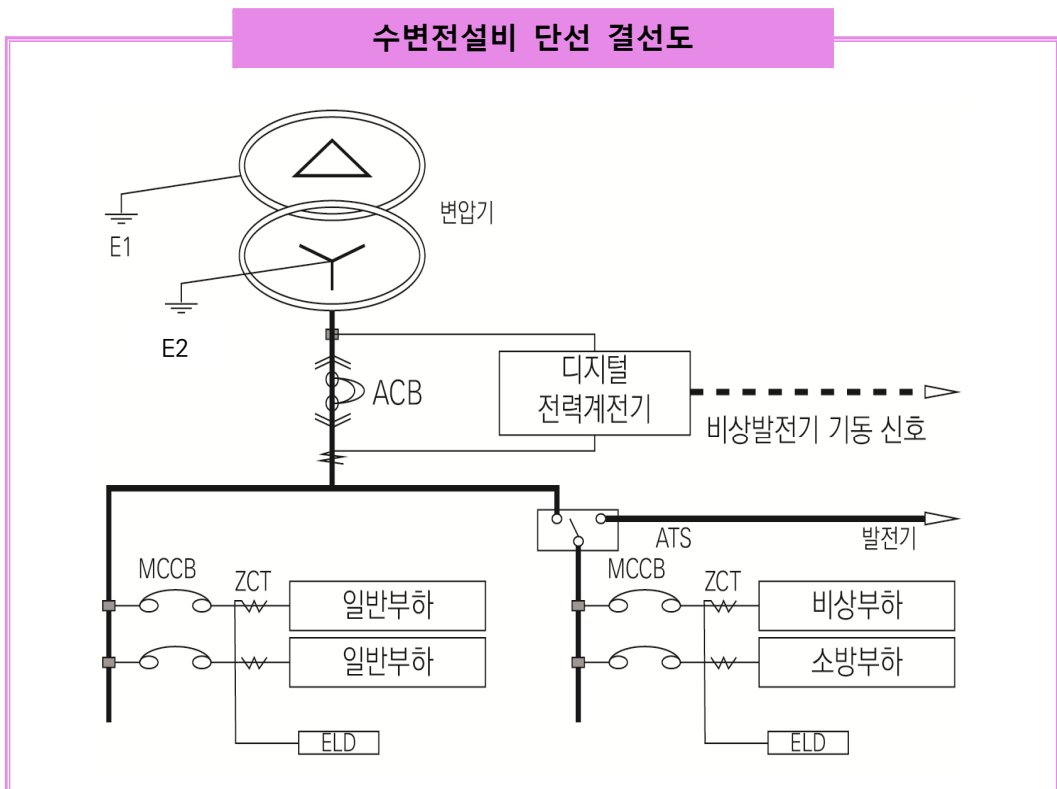 수변전설비 단선 결선도
변압기
E1
E2
ACB
디지털
전력계전기
비상발전기 기동 신호
ATS
발전기
MCCB
ZCT
일반부하
일반부하
ELD
MCCB
ZCT
비상부하
소방부하
ELD